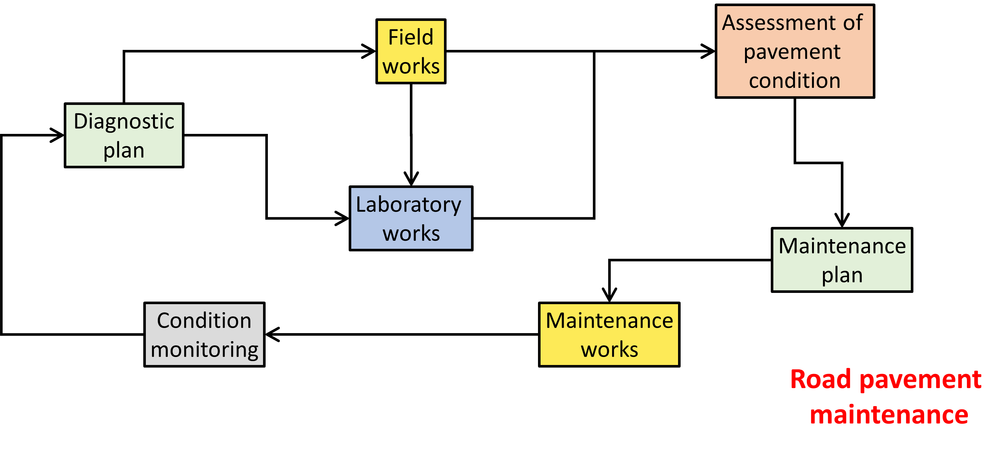 Field
works
Assessment of
pavement
condition
Diagnostic
plan
Laboratory
works
Maintenance
plan
Condition
monitoring
Maintenance
works
Road pavement
maintenance